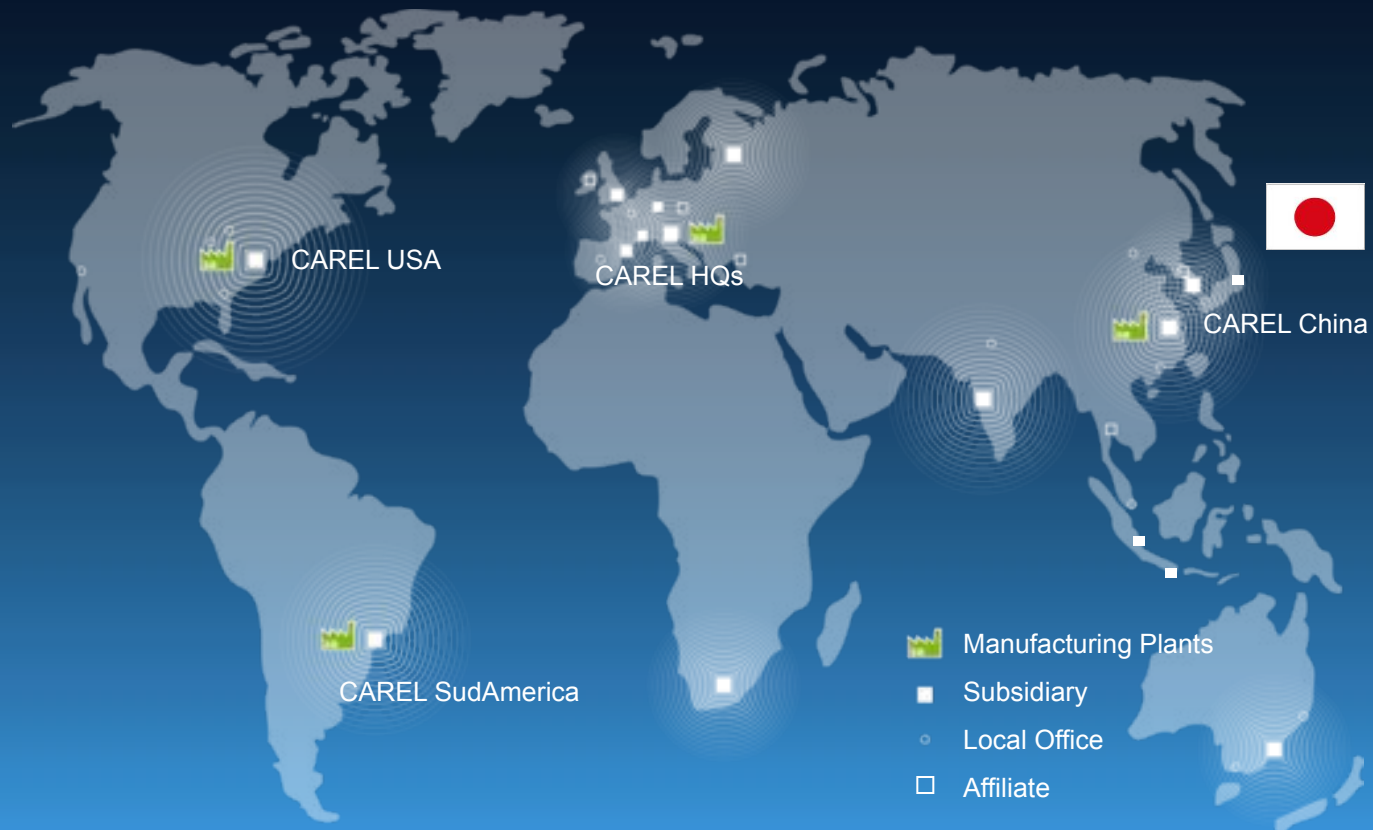 CAREL USA
CAREL HQs
CAREL China
CAREL SudAmerica
Manufacturing Plants
Subsidiary
Local Office
Affiliate